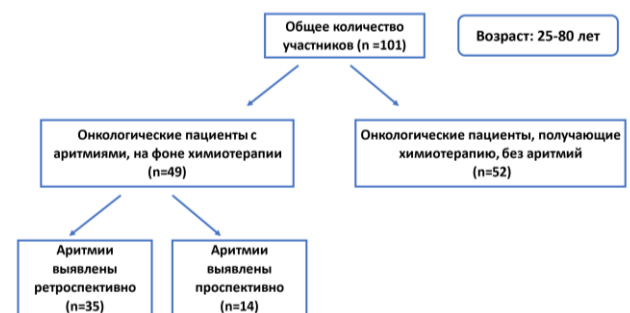 Общее количество
участников (n =101)
Возраст: 25-80 лет
Онкологические пациенты с
аритмиями, на фоне химиотерапии
(n=49)
Онкологические пациенты, получающие
химиотерапию, без аритмий
(n=52)
Аритмии
выявлены
ретроспективно
(n=35)
Аритмии
выявлены
проспективно
(n=14)